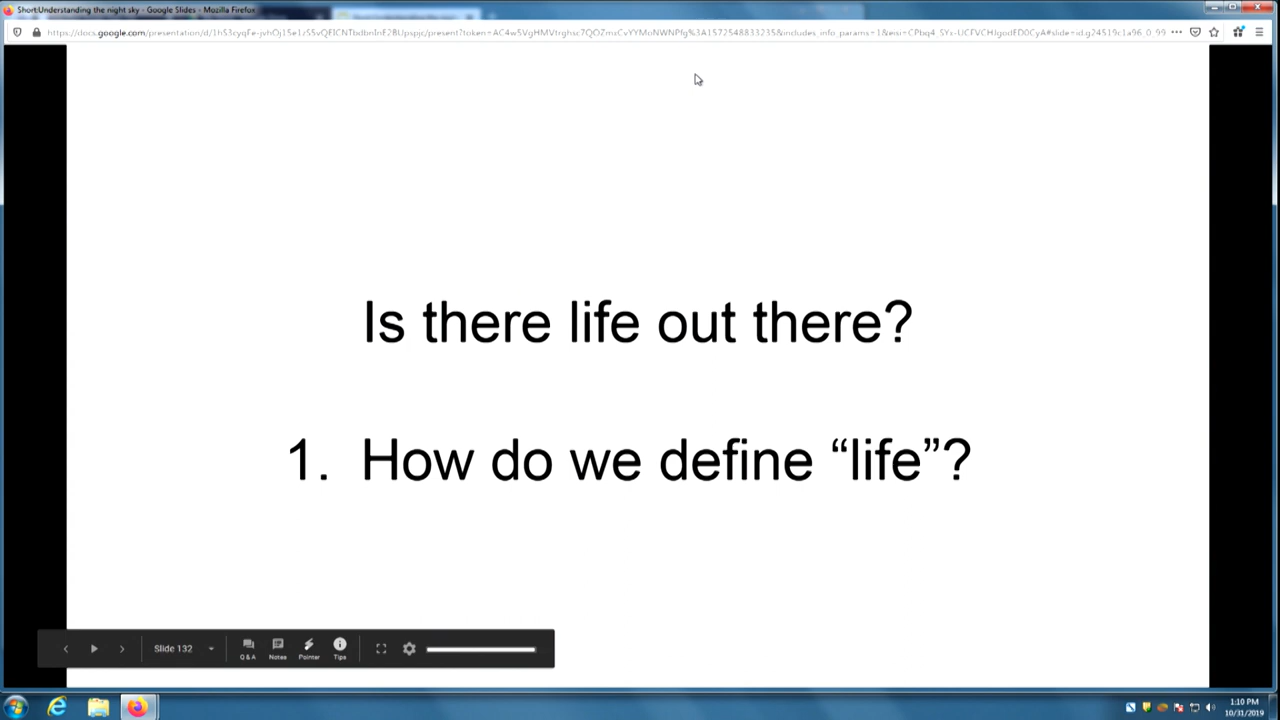 Short:Understanding the night sky - Google Slides - Mozilla Firefox
Is there life out there?
1. How do we define “life”?
Slide 132
Q & A
Notes
Pointer
Tips
1:10 PM
10/31/2019